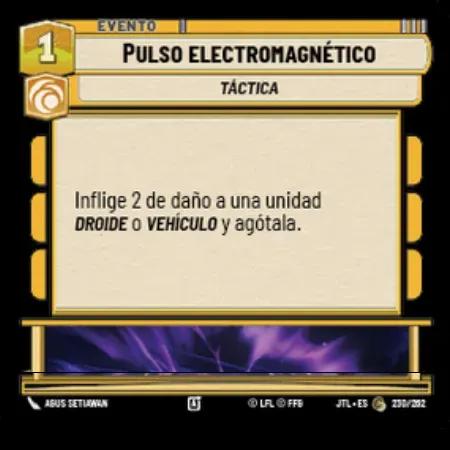 EVENTO
1
PULSO ELECTROMAGNÉTICO
TÁCTICA
Inflige 2 de daño a una unidad
DROIDE o VEHÍCULO y agótala.
AGUS SETIAWAN
Ⓒ LFL Ⓒ FFG
JTL • ES
230/262